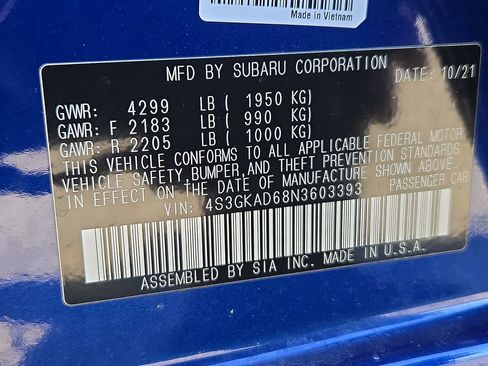 Made in Vietnam
MFD BY SUBARU CORPORATION DATE: 10/21
GVWR: 4299 LB ( 1950 KG)
GAWR: F 2183 LB ( 990 KG)
GAWR: R 2205 LB ( 1000 KG)
THIS VEHICLE CONFORMS TO ALL APPLICABLE FEDERAL MOTOR
VEHICLE SAFETY, BUMPER, AND THEFT PREVENTION STANDARDS
IN EFFECT ON THE DATE OF MANUFACTURE SHOWN ABOVE.
VIN: 4S3GKAD68N3603393 PASSENGER CAR
ASSEMBLED BY SIA INC. MADE IN U.S.A.